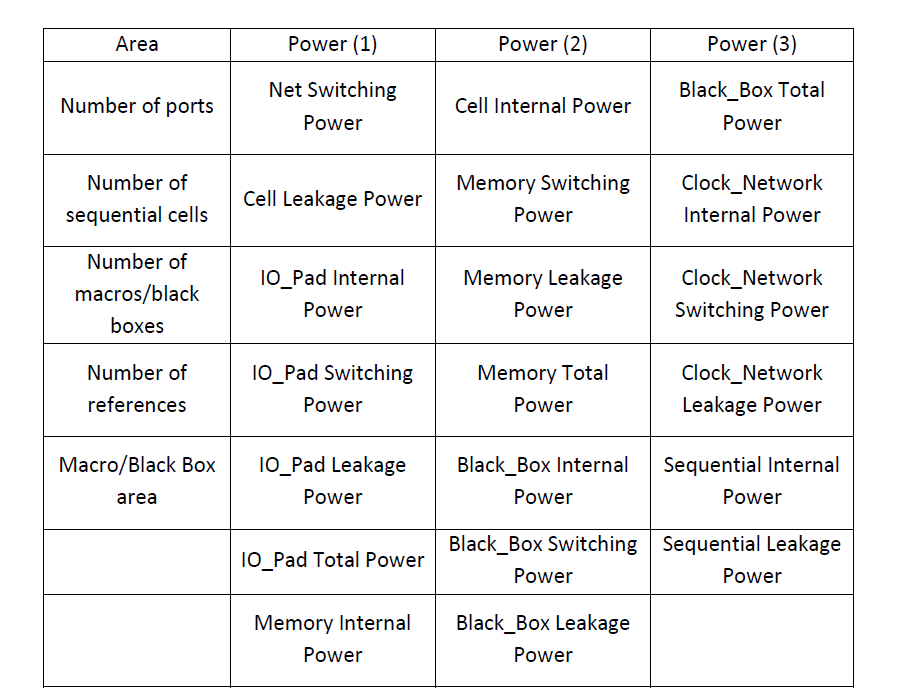 Area
Power (1)
Power (2)
Power (3)
Number of ports
Net Switching
Power
Cell Internal Power
Black_Box Total
Power
Number of
sequential cells
Cell Leakage Power
Memory Switching
Power
Clock_Network
Internal Power
Number of
macros/black
boxes
IO_Pad Internal
Power
Memory Leakage
Power
Clock_Network
Switching Power
Number of
references
IO_Pad Switching
Power
Memory Total
Power
Clock_Network
Leakage Power
Macro/Black Box
area
IO_Pad Leakage
Power
Black_Box Internal
Power
Sequential Internal
Power
IO_Pad Total Power
Black_Box Switching
Power
Sequential Leakage
Power
Memory Internal
Power
Black_Box Leakage
Power